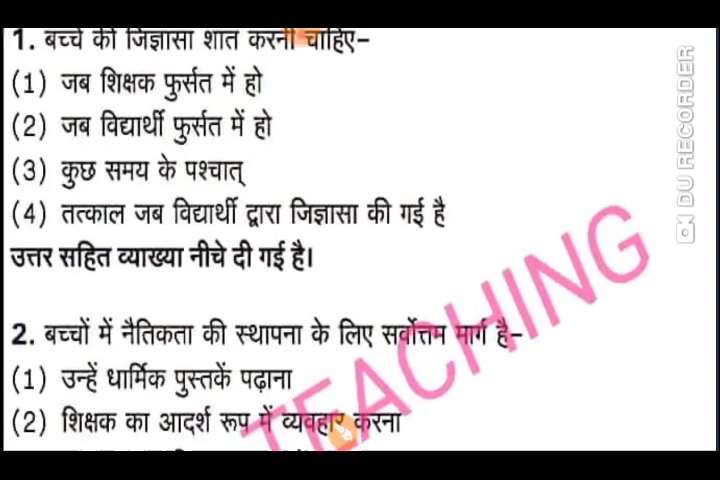 1. बच्चे की जिज्ञासा शांत करनी चाहिए–
(1) जब शिक्षक फुर्सत में हो
(2) जब विद्यार्थी फुर्सत में हो
(3) कुछ समय के पश्चात्
(4) तत्काल जब विद्यार्थी द्वारा जिज्ञासा की गई है
उत्तर सहित व्याख्या नीचे दी गई है।
2. बच्चों में नैतिकता की स्थापना के लिए सर्वोत्तम मार्ग है–
(1) उन्हें धार्मिक पुस्तकें पढ़ाना
(2) शिक्षक का आदर्श रूप में व्यवहार करना
TEACHING
DU RECORDER